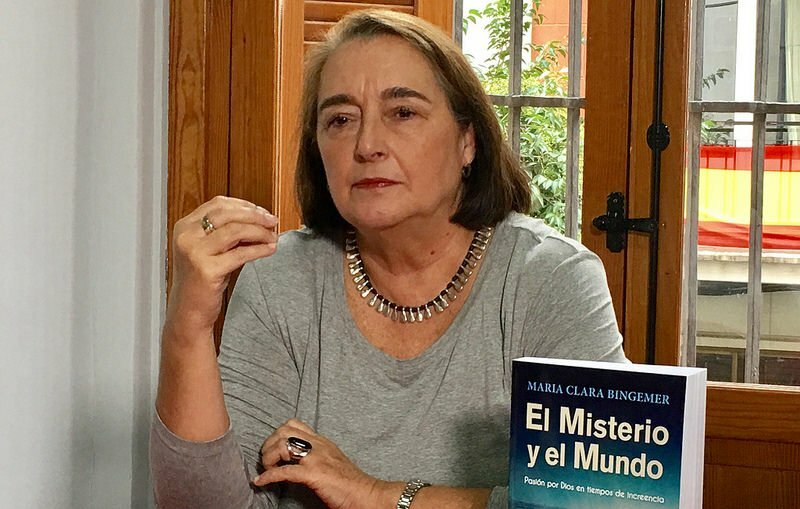 MARIA CLARA BINGEMER
El Misterio
y el Mundo
Pasión por Dios en tiempos de increencia